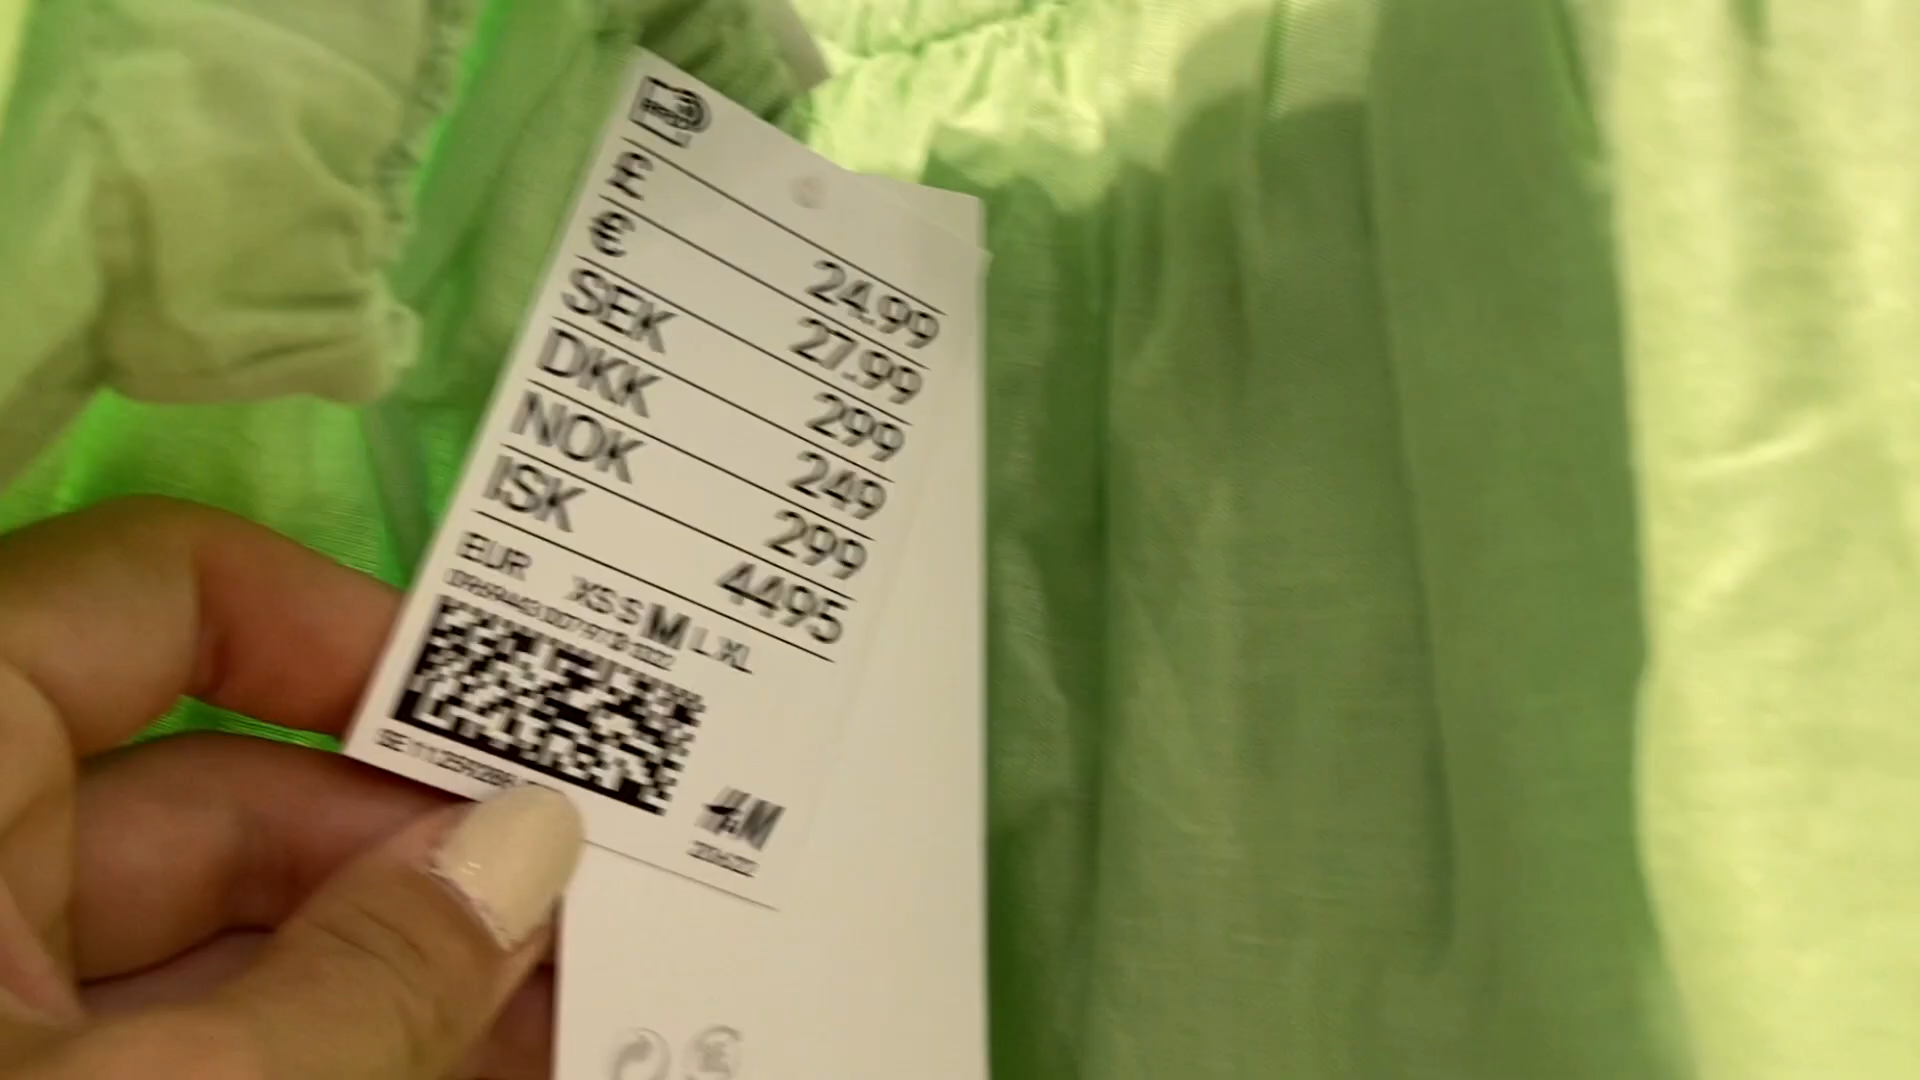 £ 24.99
€ 27.99
SEK 299
DKK 249
NOK 299
ISK 4495
EUR XS S M L XL
H&M